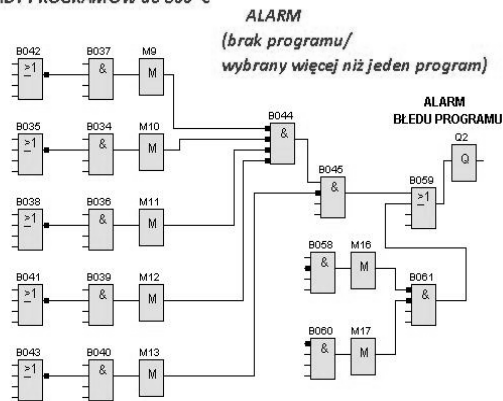 ALARM
(brak programu/
wybrany więcej niż jeden program)
ALARM
BŁEDU PROGRAMU
B042 B037 M9
>1 & M
B044
&
Q2
Q
B035 B034 M10
>1 & M
B045
&
B059
>1
B038 B036 M11
>1 & M
B058 M16
& M
B061
&
B041 B039 M12
>1 & M
B060 M17
& M
B043 B040 M13
>1 & M